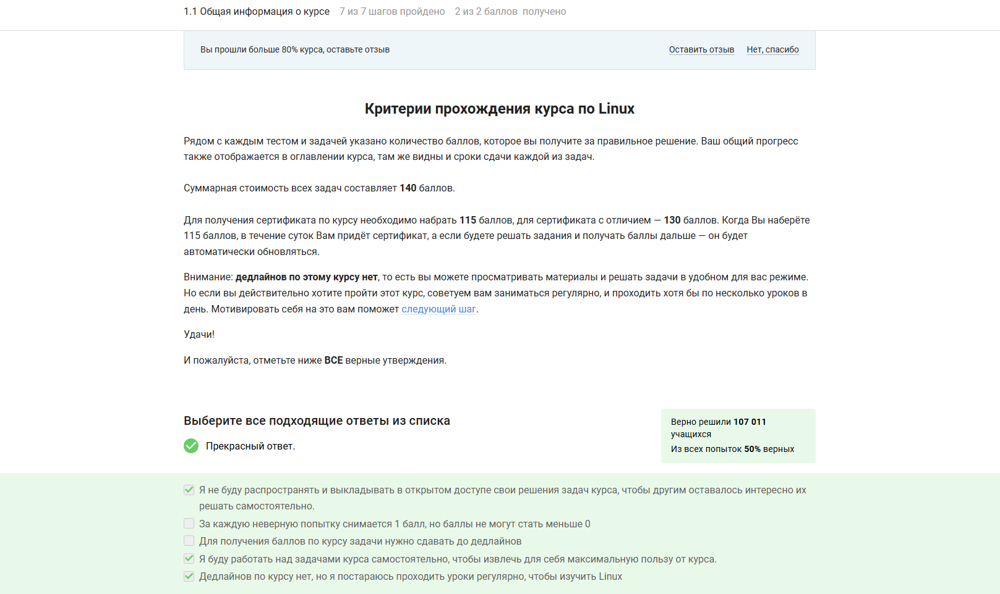 1.1 Общая информация о курсе 7 из 7 шагов пройдено 2 из 2 баллов получено
Вы прошли больше 80% курса, оставьте отзыв Оставить отзыв Нет, спасибо
Критерии прохождения курса по Linux
Рядом с каждым тестом и задачей указано количество баллов, которое вы получите за правильное решение. Ваш общий прогресс
также отображается в оглавлении курса, там же видны и сроки сдачи каждой из задач.
Суммарная стоимость всех задач составляет 140 баллов.
Для получения сертификата по курсу необходимо набрать 115 баллов, для сертификата с отличием — 130 баллов. Когда Вы наберёте
115 баллов, в течение суток Вам придёт сертификат, а если будете решать задания и получать баллы дальше — он будет
автоматически обновляться.
Внимание: дедлайнов по этому курсу нет, то есть вы можете просматривать материалы и решать задачи в удобном для вас режиме.
Но если вы действительно хотите пройти этот курс, советуем вам заниматься регулярно, и проходить хотя бы по несколько уроков в
день. Мотивировать себя на это вам поможет следующий шаг.
Удачи!
И пожалуйста, отметьте ниже ВСЕ верные утверждения.
Выберите все подходящие ответы из списка
Прекрасный ответ.
Верно решили 107 011
учащихся
Из всех попыток 50% верных
Я не буду распространять и выкладывать в открытом доступе свои решения задач курса, чтобы другим оставалось интересно их
решать самостоятельно.
За каждую неверную попытку снимается 1 балл, но баллы не могут стать меньше 0
Для получения баллов по курсу задачи нужно сдавать до дедлайнов
Я буду работать над задачами курса самостоятельно, чтобы извлечь для себя максимальную пользу от курса.
Дедлайнов по курсу нет, но я постараюсь проходить уроки регулярно, чтобы изучить Linux